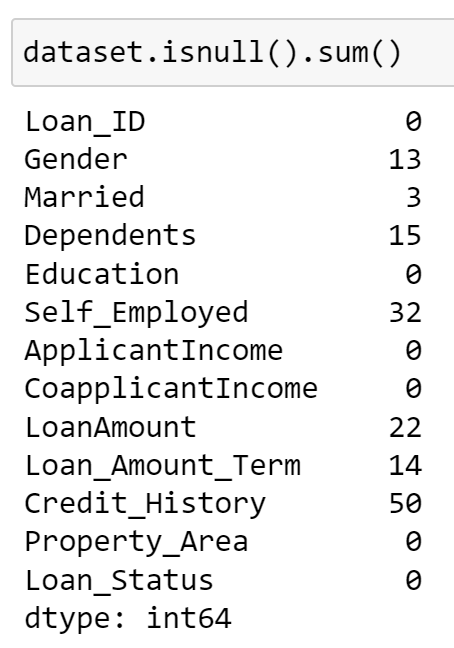 dataset.isnull().sum()
Loan_ID 0
Gender 13
Married 3
Dependents 15
Education 0
Self_Employed 32
ApplicantIncome 0
CoapplicantIncome 0
LoanAmount 22
Loan_Amount_Term 14
Credit_History 50
Property_Area 0
Loan_Status 0
dtype: int64